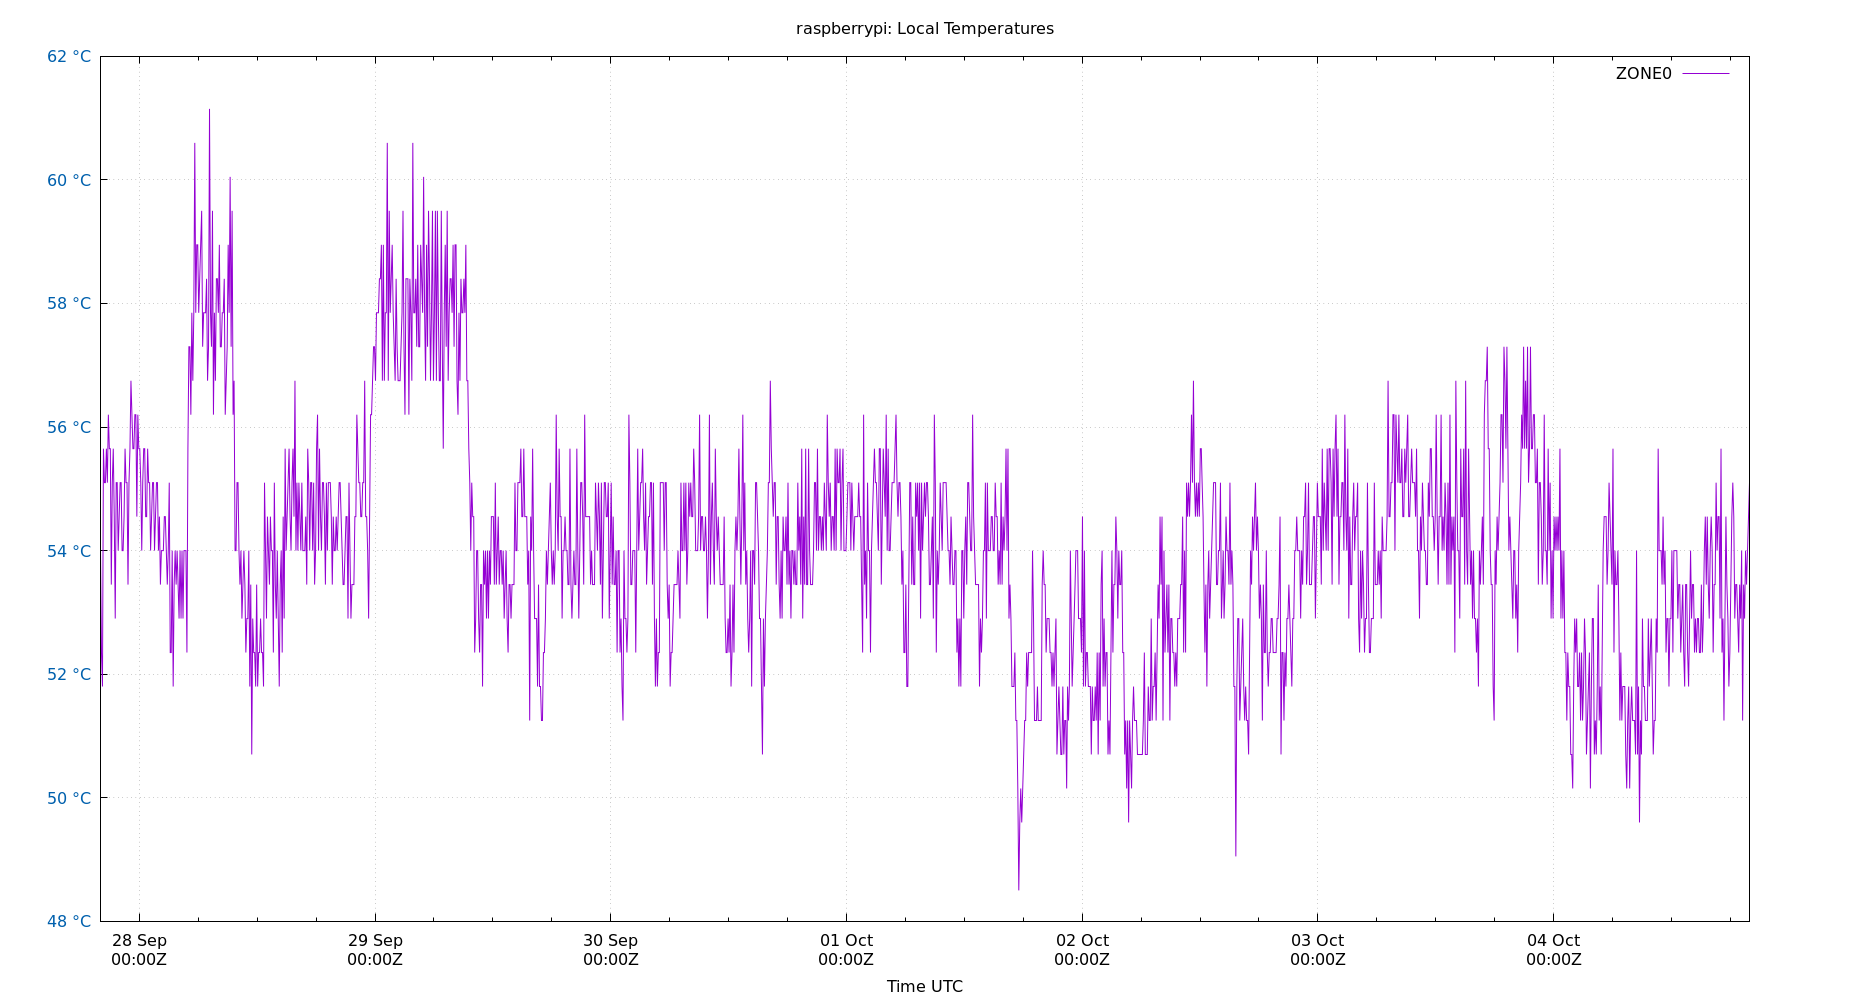 raspberrypi: Local Temperatures
62 °C
ZONE0
60 °C
58 °C
56 °C
54 °C
52 °C
50 °C
48 °C
28 Sep 29 Sep 30 Sep 01 Oct 02 Oct 03 Oct 04 Oct
00:00Z 00:00Z 00:00Z 00:00Z 00:00Z 00:00Z 00:00Z
Time UTC